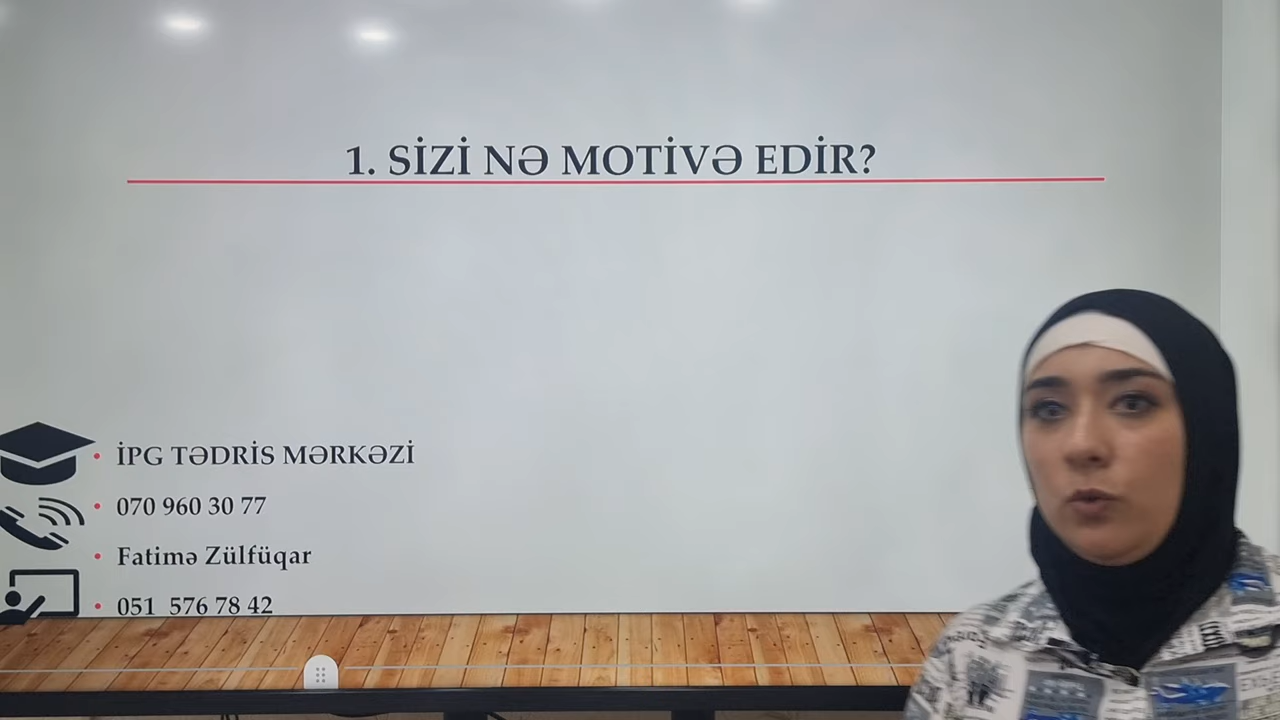 1. SİZİ NƏ MOTİVƏ EDİR?
İPG TƏDRİS MƏRKƏZİ
070 960 30 77
Fatimə Zülfüqar
051 576 78 42